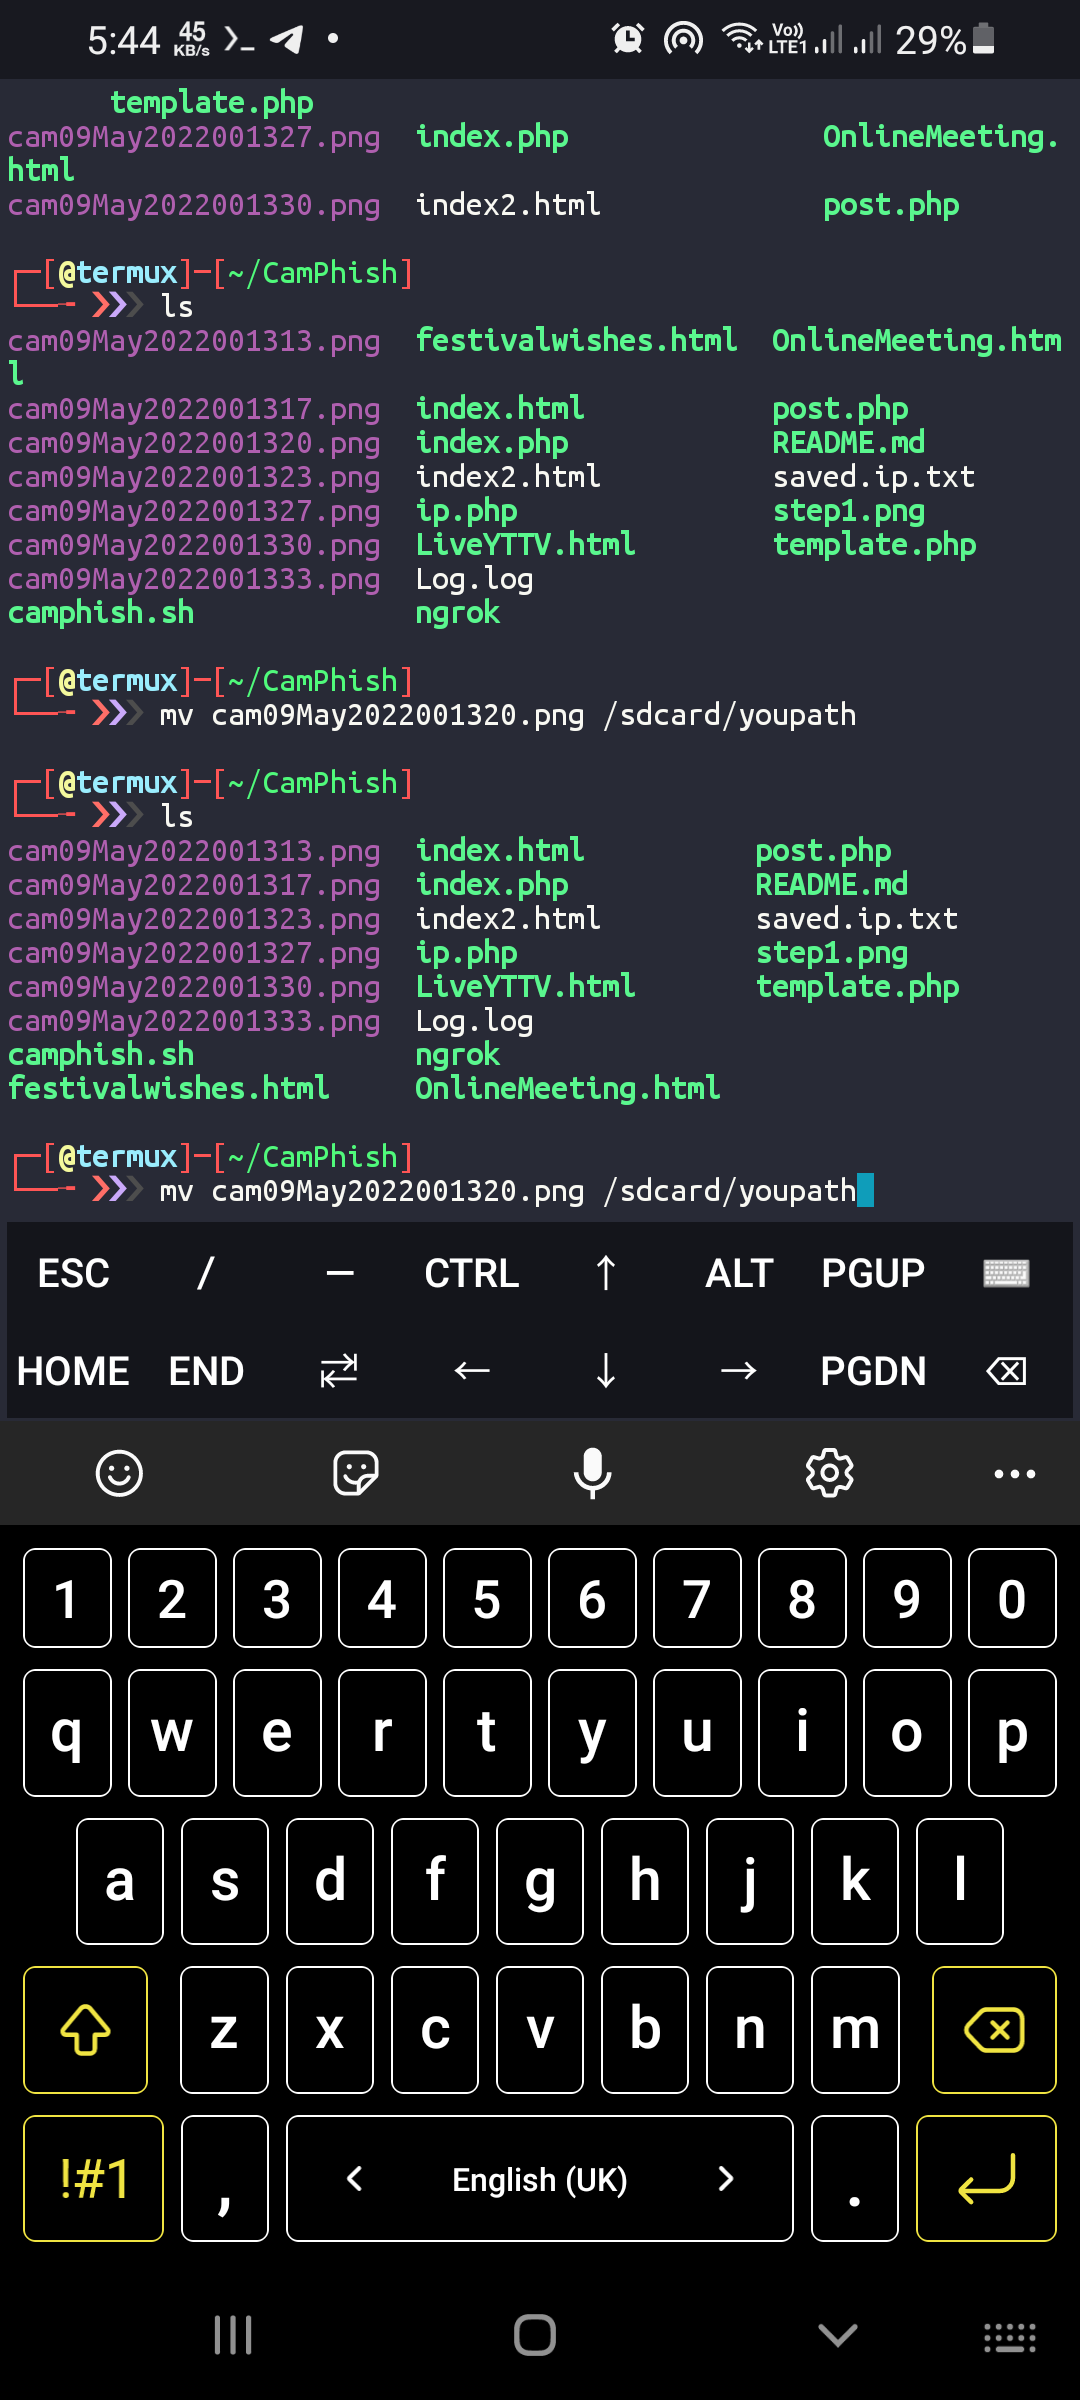 5:44 45 KB/s >_ Vo)) LTE1 29%
template.php
cam09May2022001327.png index.php OnlineMeeting.
html
cam09May2022001330.png index2.html post.php
[@termux]-[~/CamPhish]
ls
cam09May2022001313.png festivalwishes.html OnlineMeeting.htm
l
cam09May2022001317.png index.html post.php
cam09May2022001320.png index.php README.md
cam09May2022001323.png index2.html saved.ip.txt
cam09May2022001327.png ip.php step1.png
cam09May2022001330.png LiveYTTV.html template.php
cam09May2022001333.png Log.log
camphish.sh ngrok
[@termux]-[~/CamPhish]
mv cam09May2022001320.png /sdcard/youpath
[@termux]-[~/CamPhish]
ls
cam09May2022001313.png index.html post.php
cam09May2022001317.png index.php README.md
cam09May2022001323.png index2.html saved.ip.txt
cam09May2022001327.png ip.php step1.png
cam09May2022001330.png LiveYTTV.html template.php
cam09May2022001333.png Log.log
camphish.sh ngrok
festivalwishes.html OnlineMeeting.html
[@termux]-[~/CamPhish]
mv cam09May2022001320.png /sdcard/youpath
ESC / — CTRL ↑ ALT PGUP
HOME END ⇄ ← ↓ → PGDN
1 2 3 4 5 6 7 8 9 0
q w e r t y u i o p
a s d f g h j k l
z x c v b n m
!#1 , < English (UK) > .